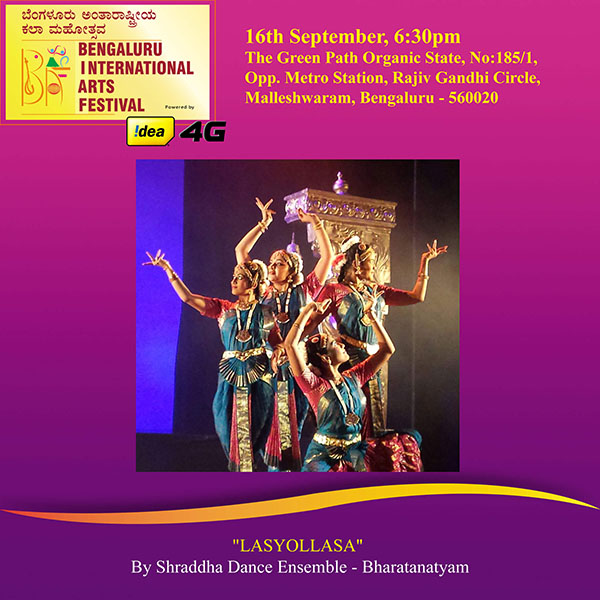 ಬೆಂಗಳೂರು ಅಂತಾರಾಷ್ಟ್ರೀಯ
ಕಲಾ ಮಹೋತ್ಸವ
BENGALURU
INTERNATIONAL
ARTS
FESTIVAL
Powered by
!dea 4G
16th September, 6:30pm
The Green Path Organic State, No:185/1,
Opp. Metro Station, Rajiv Gandhi Circle,
Malleshwaram, Bengaluru - 560020
"LASYOLLASA"
By Shraddha Dance Ensemble - Bharatanatyam